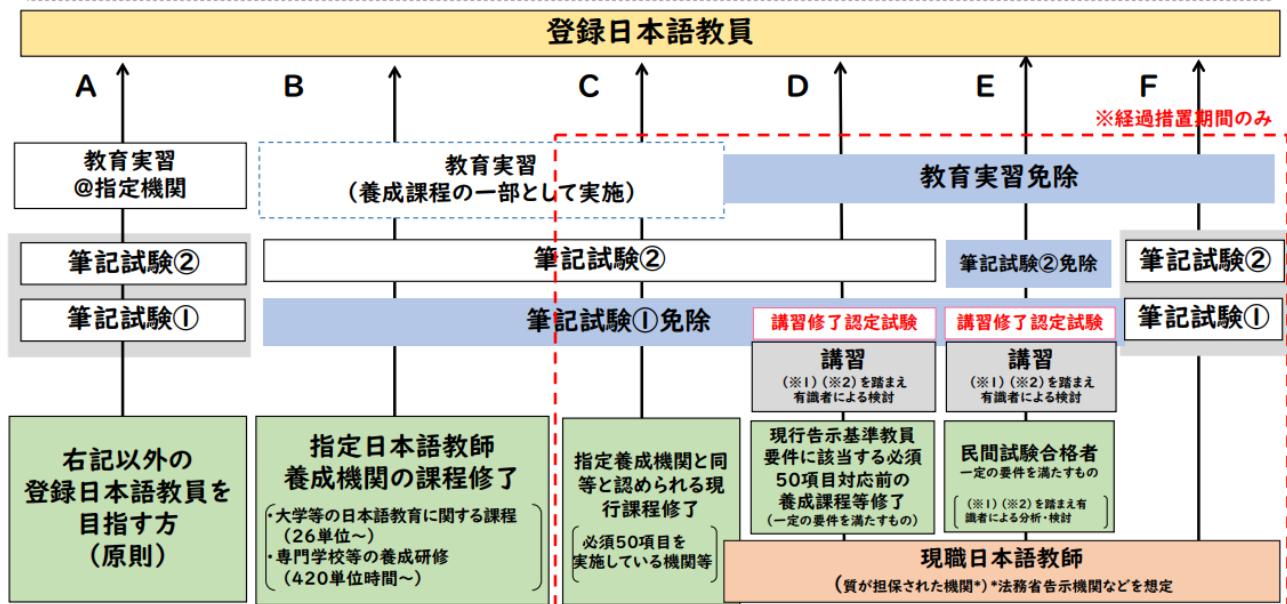 登録日本語教員
A
B
C
D
E
F
※経過措置期間のみ
教育実習
@指定機関
教育実習
（養成課程の一部として実施）
教育実習免除
筆記試験②
筆記試験②
筆記試験②免除
筆記試験②
筆記試験①
筆記試験①免除
講習修了認定試験
講習修了認定試験
筆記試験①
講習
(※1) (※2) を踏まえ
有識者による検討
講習
(※1) (※2) を踏まえ
有識者による検討
右記以外の
登録日本語教員を
目指す方
（原則）
指定日本語教師
養成機関の課程修了
・大学等の日本語教育に関する課程
（26単位～）
・専門学校等の養成研修
（420単位時間～）
指定養成機関と同
等と認められる現
行課程修了
必須50項目を
実施している機関等
現行告示基準教員
要件に該当する必須
50項目対応前の
養成課程等修了
（一定の要件を満たすもの）
民間試験合格者
一定の要件を満たすもの
(※1) (※2) を踏まえ有
識者による分析・検討
現職日本語教師
（質が担保された機関*）*法務省告示機関などを想定